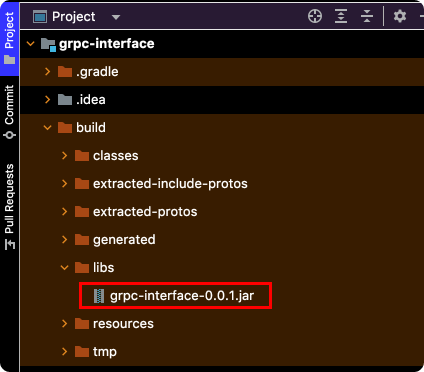 Project
Project
grpc-interface
.gradle
.idea
build
classes
extracted-include-protos
extracted-protos
generated
libs
grpc-interface-0.0.1.jar
resources
tmp
Commit
Pull Requests